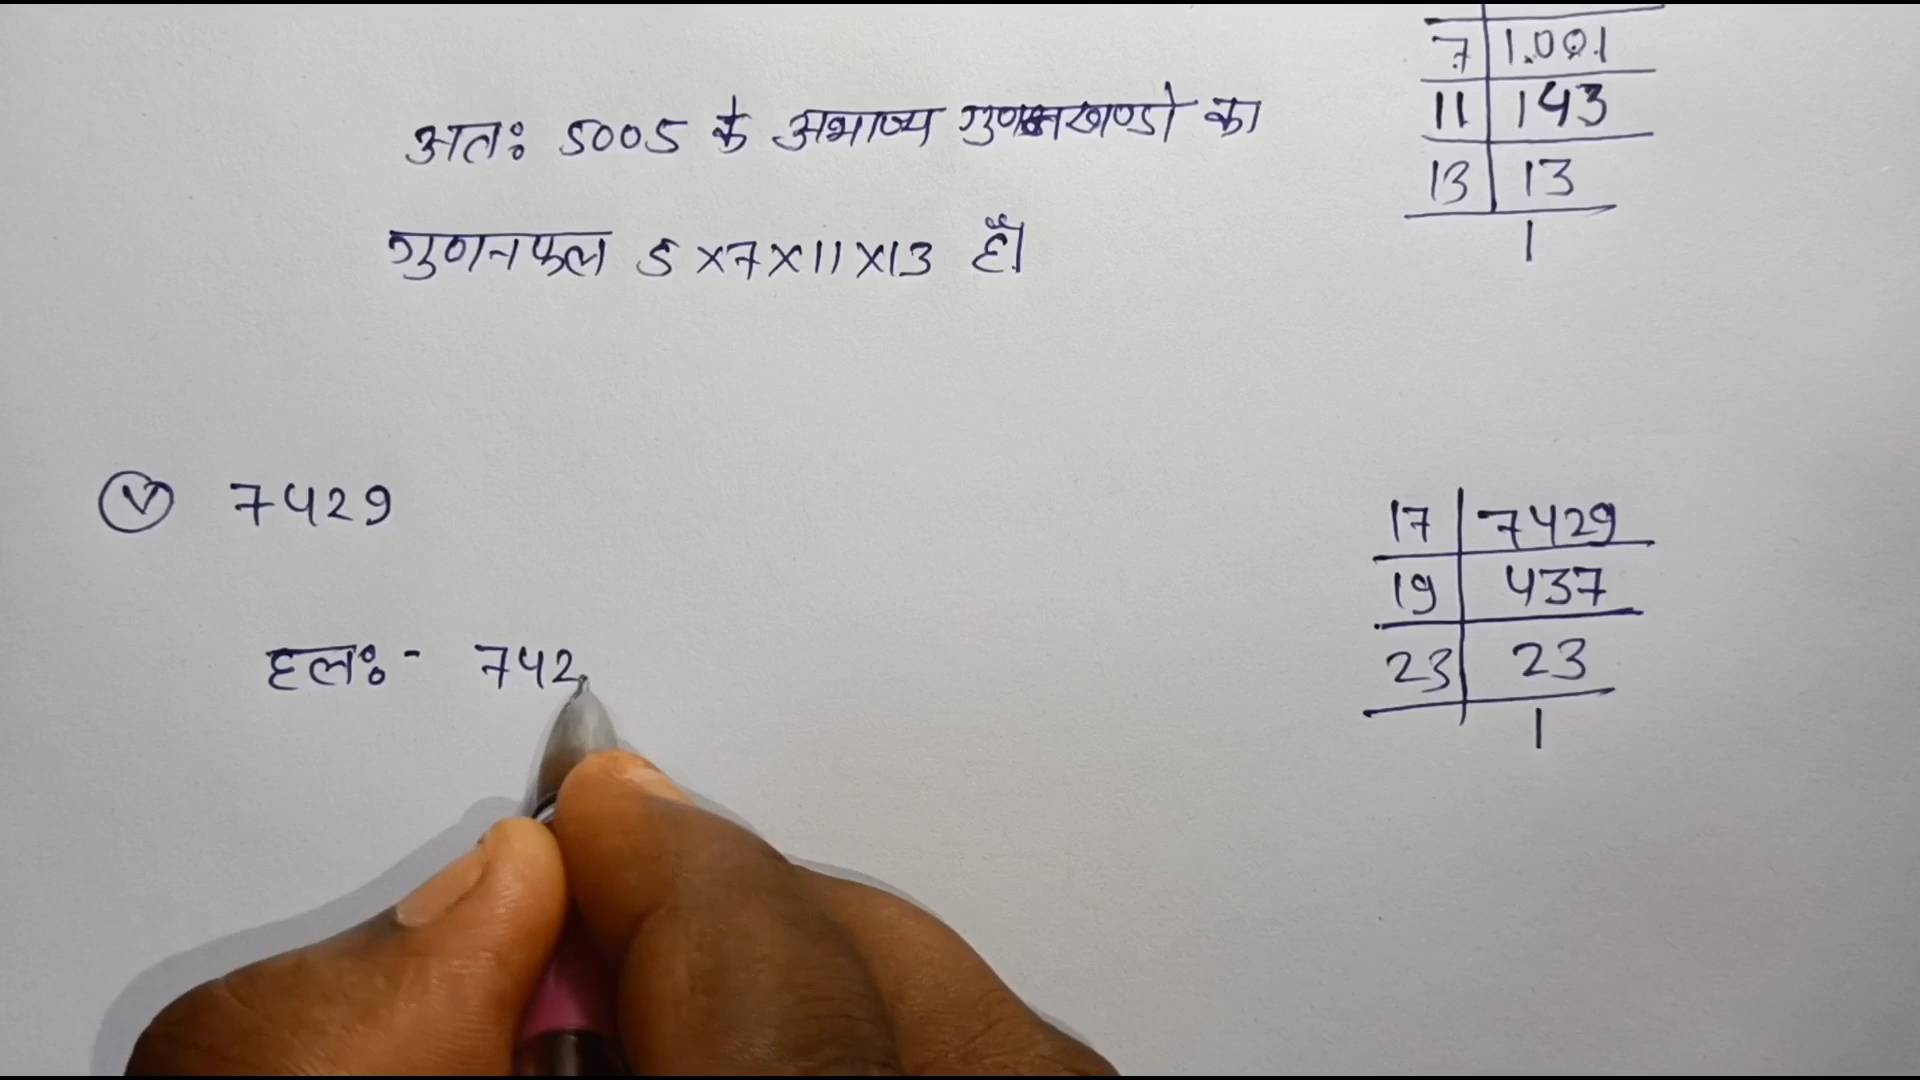 7 | 1001
11 | 143
13 | 13
1
अतः 5005 के अभाज्य गुणनखण्डो का
गुणनफल 5 × 7 × 11 × 13 है।
(V) 7429
हलः- 742
17 | 7429
19 | 437
23 | 23
1